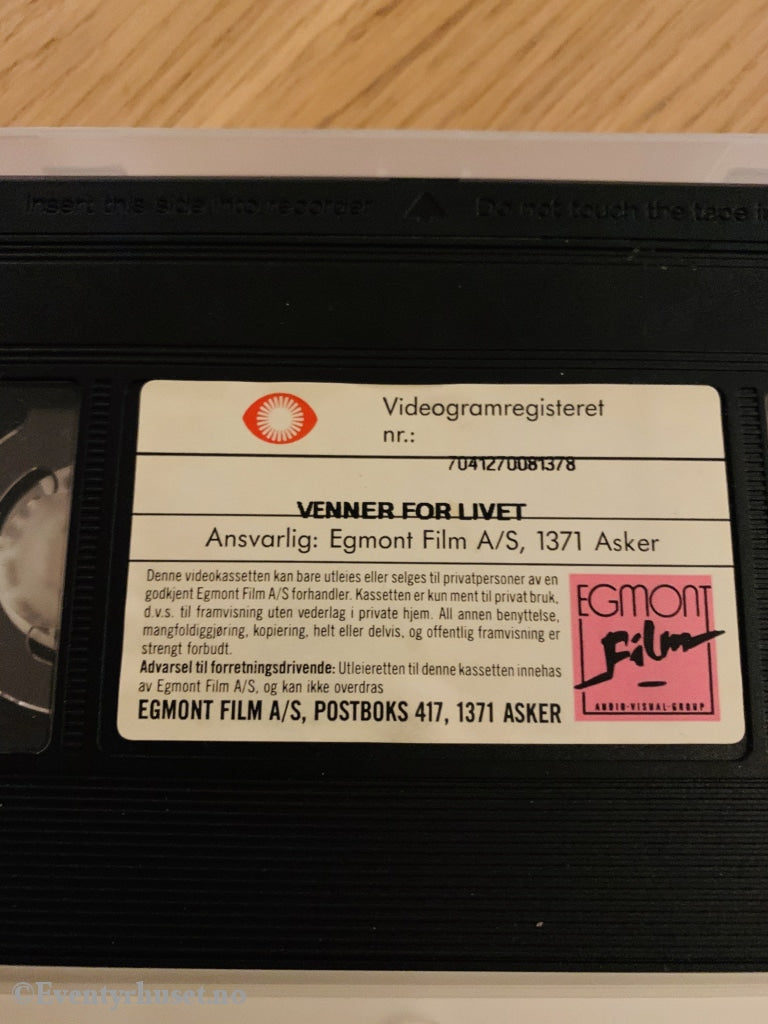 Insert this side into recorder ▲ Do not touch the tape
Videogramregisteret
nr.:
7041270081378
VENNER FOR LIVET
Ansvarlig: Egmont Film A/S, 1371 Asker
Denne videokassetten kan bare utleies eller selges til privatpersoner av en
godkjent Egmont Film A/S forhandler. Kassetten er kun ment til privat bruk,
d.v.s. til framvisning uten vederlag i private hjem. All annen benyttelse,
mangfoldiggjøring, kopiering, helt eller delvis, og offentlig framvisning er
strengt forbudt.
Advarsel til forretningsdrivende: Utleieretten til denne kassetten innehas
av Egmont Film A/S, og kan ikke overdras
EGMONT FILM A/S, POSTBOKS 417, 1371 ASKER
EGMONT
Film
AUDIO·VISUAL·GROUP
©Eventyrhuset.no